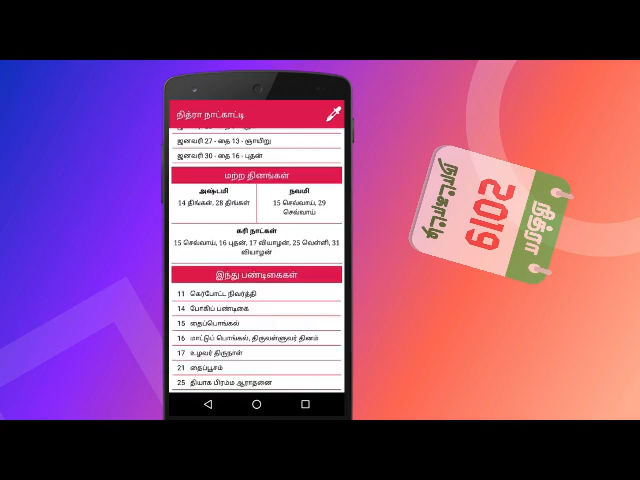 நித்ரா நாட்காட்டி
ஜனவரி 27 - தை 13 - ஞாயிறு
ஜனவரி 30 - தை 16 - புதன்
மற்ற தினங்கள்
அஷ்டமி
14 திங்கள், 28 திங்கள்
நவமி
15 செவ்வாய், 29
செவ்வாய்
கரி நாட்கள்
15 செவ்வாய், 16 புதன், 17 வியாழன், 25 வெள்ளி, 31
வியாழன்
இந்து பண்டிகைகள்
11 கெர்போட்ட நிவர்த்தி
14 போகிப் பண்டிகை
15 தைப்பொங்கல்
16 மாட்டுப் பொங்கல், திருவள்ளுவர் தினம்
17 உழவர் திருநாள்
21 தைப்பூசம்
25 தியாக பிரம்ம ஆராதனை
நித்ரா
2019
நாட்காட்டி